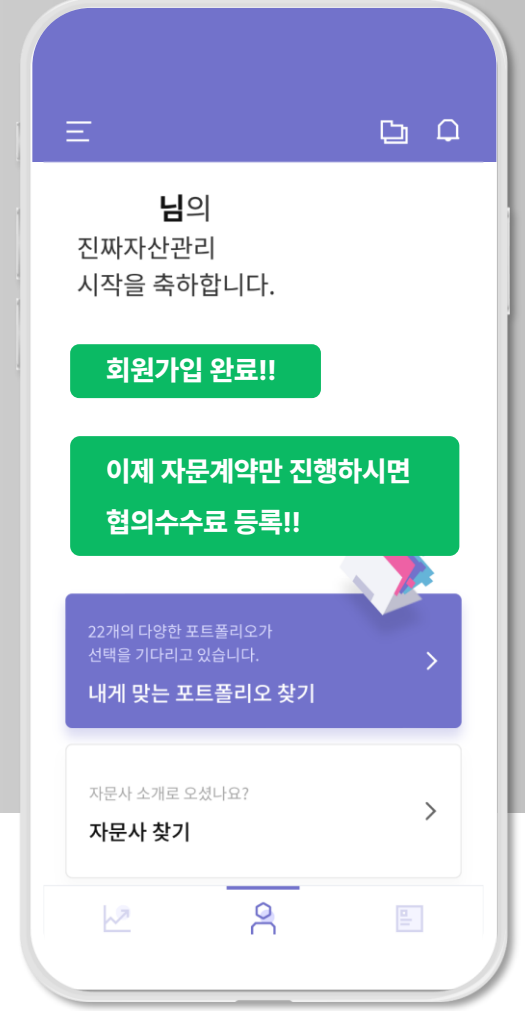 님의
진짜자산관리
시작을 축하합니다.
회원가입 완료!!
이제 자문계약만 진행하시면
협의수수료 등록!!
22개의 다양한 포트폴리오가
선택을 기다리고 있습니다.
내게 맞는 포트폴리오 찾기
자문사 소개로 오셨나요?
자문사 찾기